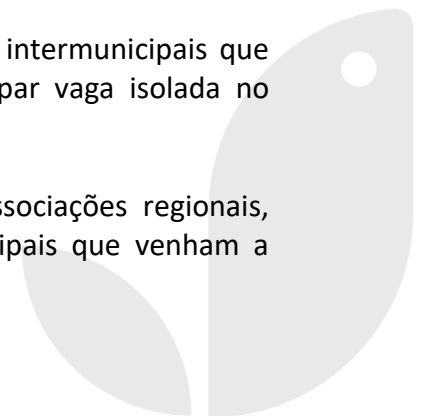 intermunicipais que
par vaga isolada no
ssociações regionais,
ipais que venham a